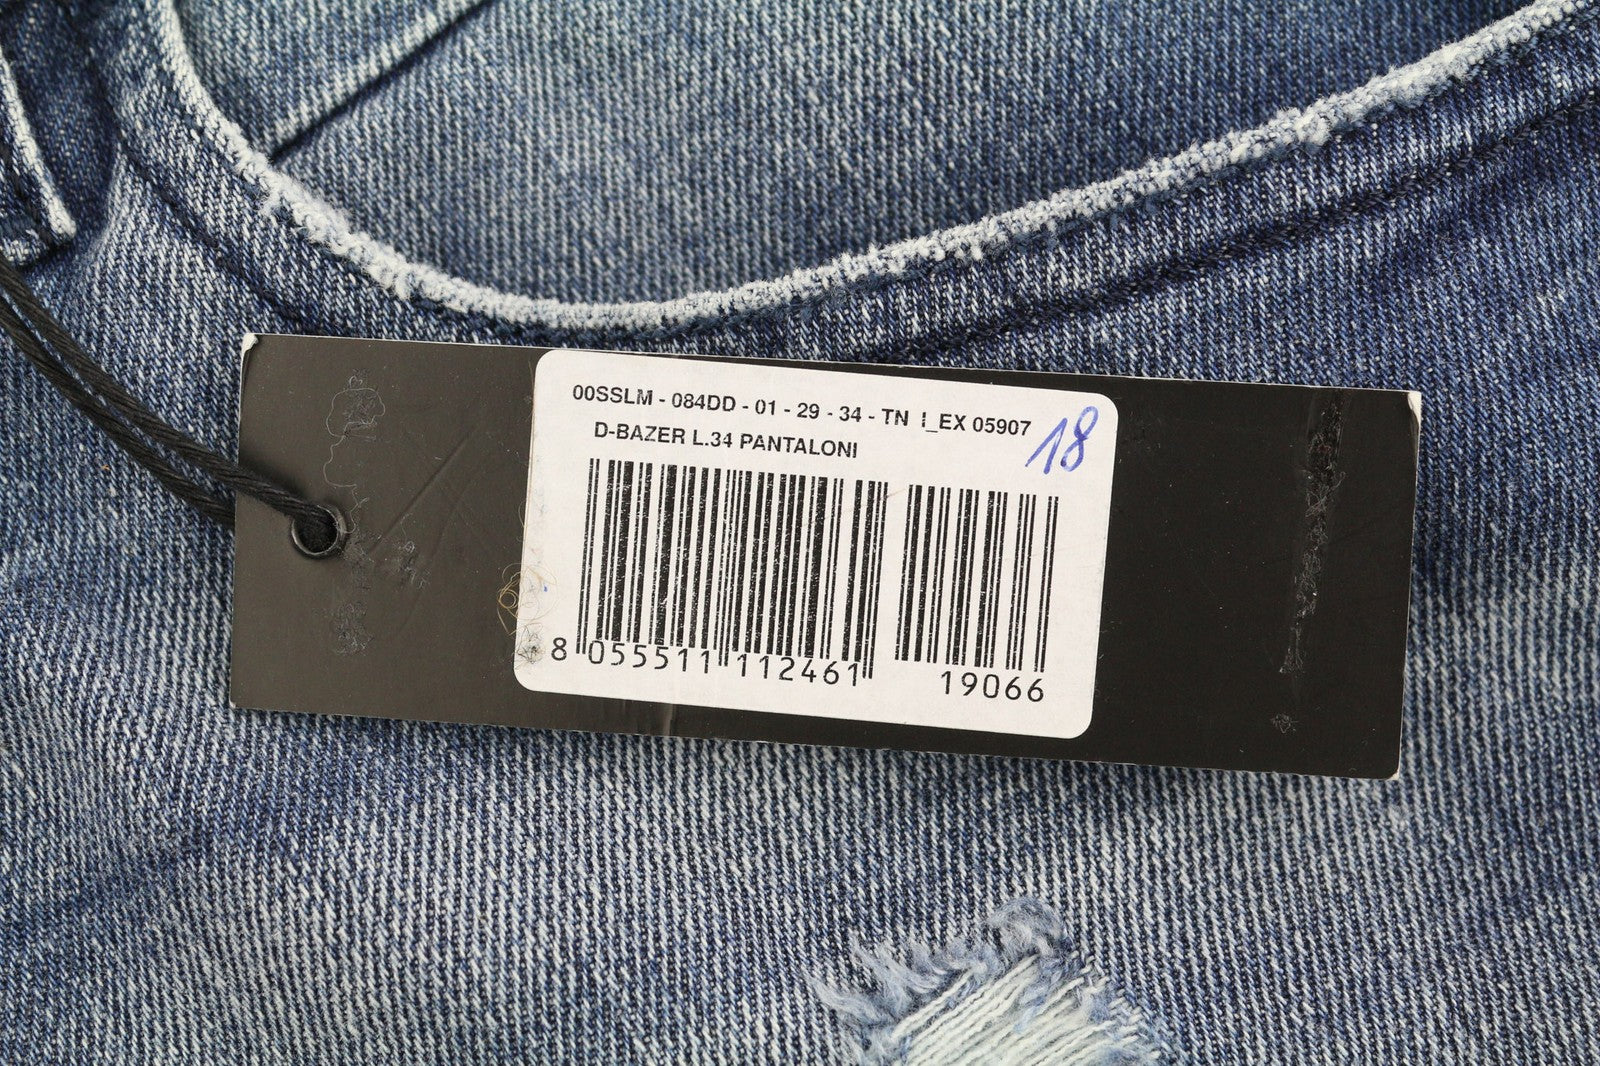 00SSLM - 084DD - 01 - 29 - 34 - TN I_EX 05907
D-BAZER L.34 PANTALONI
18
8 055511 112461
19066